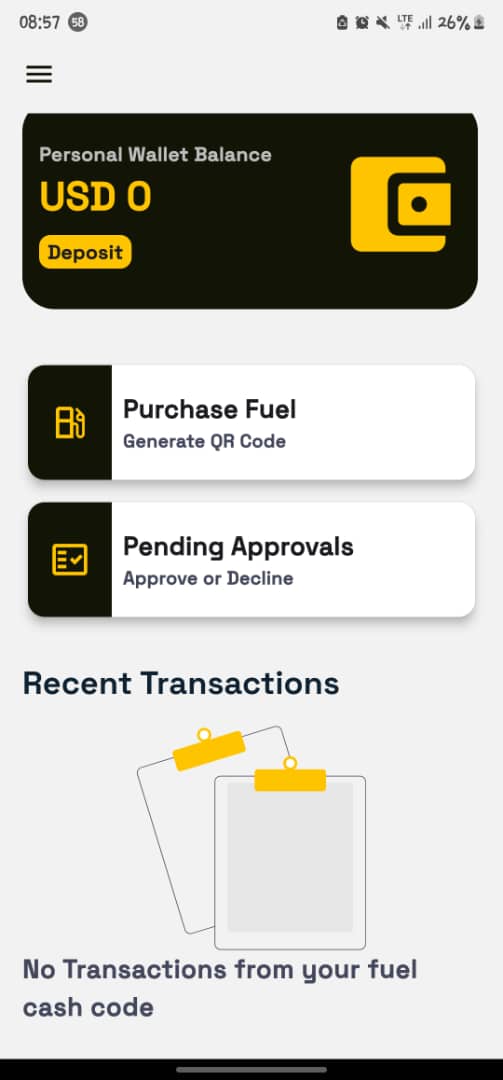 08:57 58 LTE 26%
Personal Wallet Balance
USD 0
Deposit
Purchase Fuel
Generate QR Code
Pending Approvals
Approve or Decline
Recent Transactions
No Transactions from your fuel
cash code